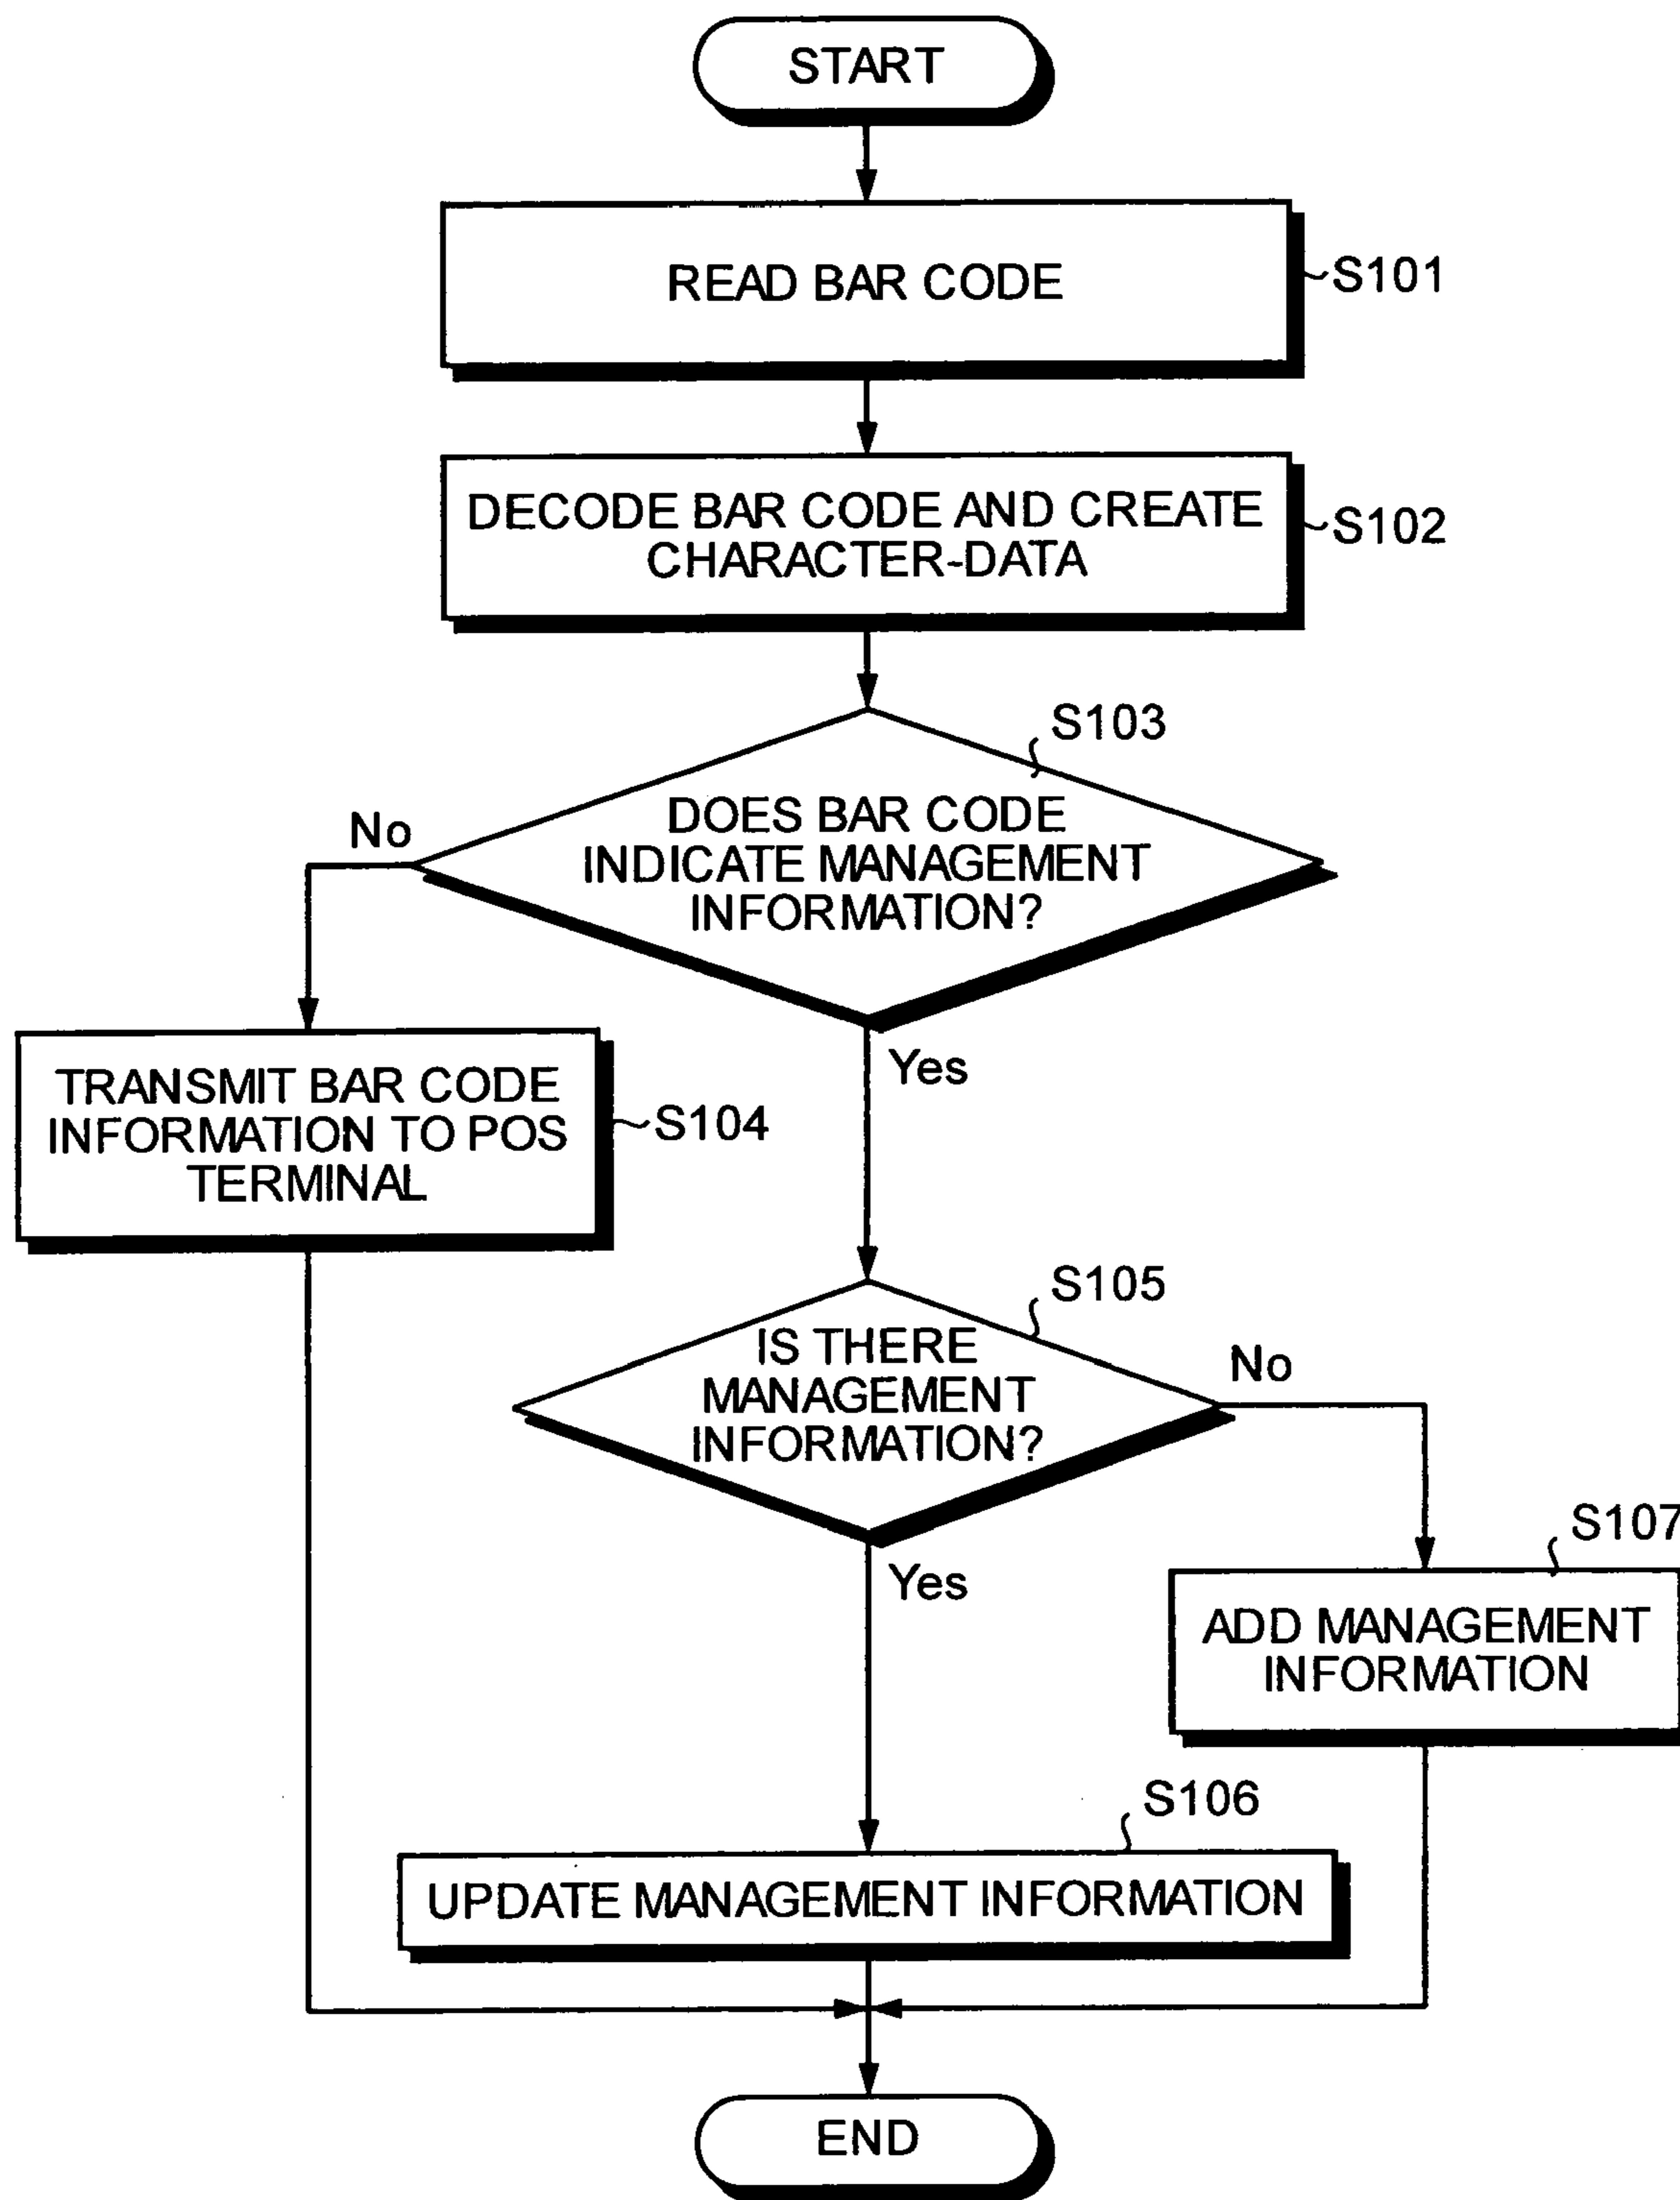 START
READ BAR CODE
S101
DECODE BAR CODE AND CREATE
CHARACTER-DATA
S102
S103
DOES BAR CODE
INDICATE MANAGEMENT
INFORMATION?
No
Yes
TRANSMIT BAR CODE
INFORMATION TO POS
TERMINAL
S104
S105
IS THERE
MANAGEMENT
INFORMATION?
No
Yes
S107
ADD MANAGEMENT
INFORMATION
S106
UPDATE MANAGEMENT INFORMATION
END